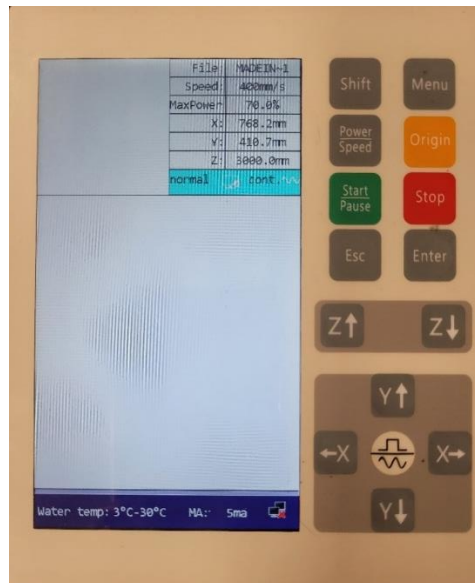 File: MADEIN~1
Speed: 400mm/s
MaxPower 70.0%
X: 768.2mm
Y: 410.7mm
Z: 3000.0mm
normal cont.
Water temp: 3°C-30°C MA: 5ma
Shift Menu
Power
Speed
Origin
Start
Pause
Stop
Esc Enter
Z↑ Z↓
Y↑
←X X→
Y↓